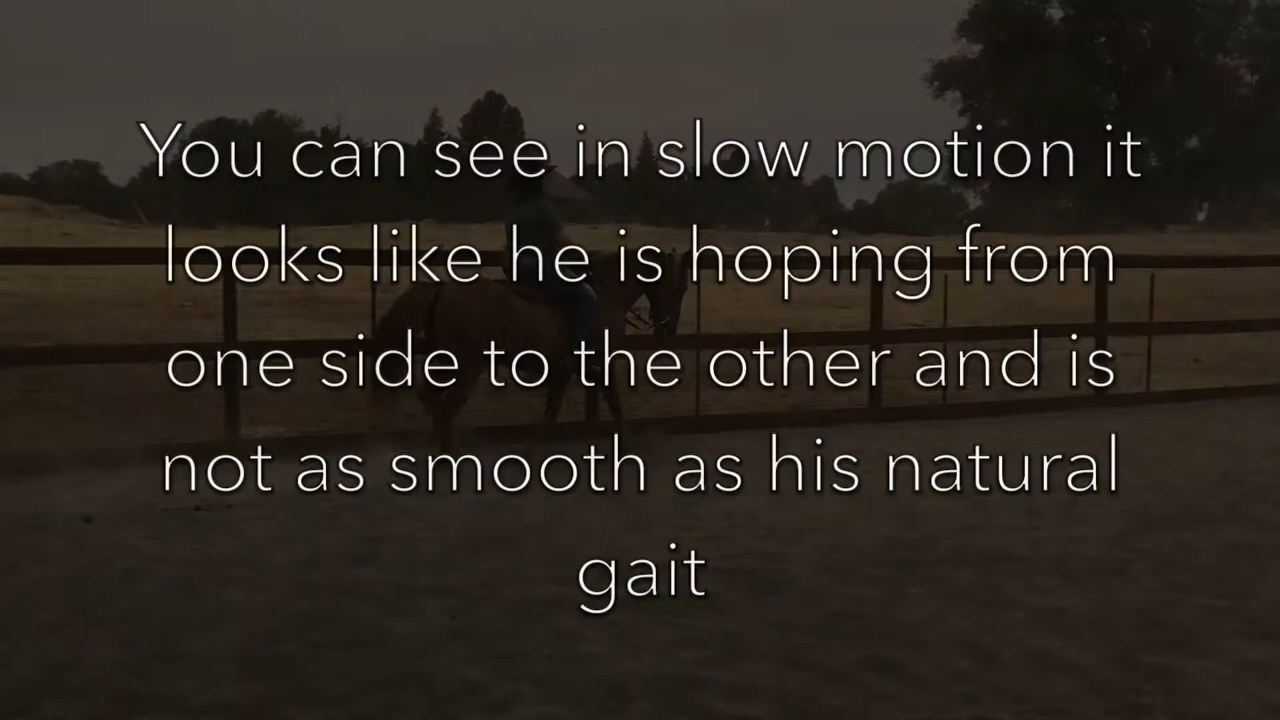 You can see in slow motion it
looks like he is hoping from
one side to the other and is
not as smooth as his natural
gait